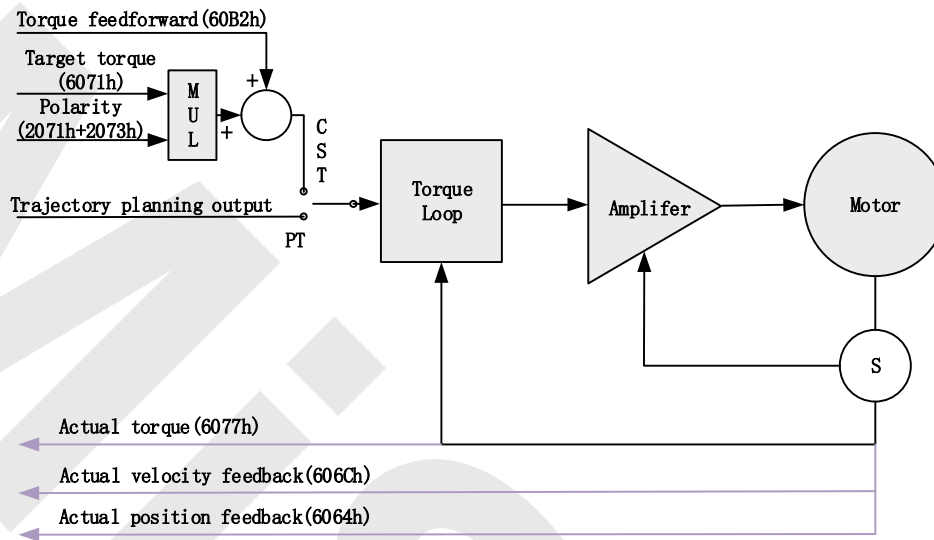 Torque feedforward(60B2h)
Target torque
(6071h)
Polarity
(2071h+2073h)
M
U
L
+
+
C
S
T
Trajectory planning output
PT
Torque
Loop
Amplifer
Motor
S
Actual torque(6077h)
Actual velocity feedback(606Ch)
Actual position feedback(6064h)